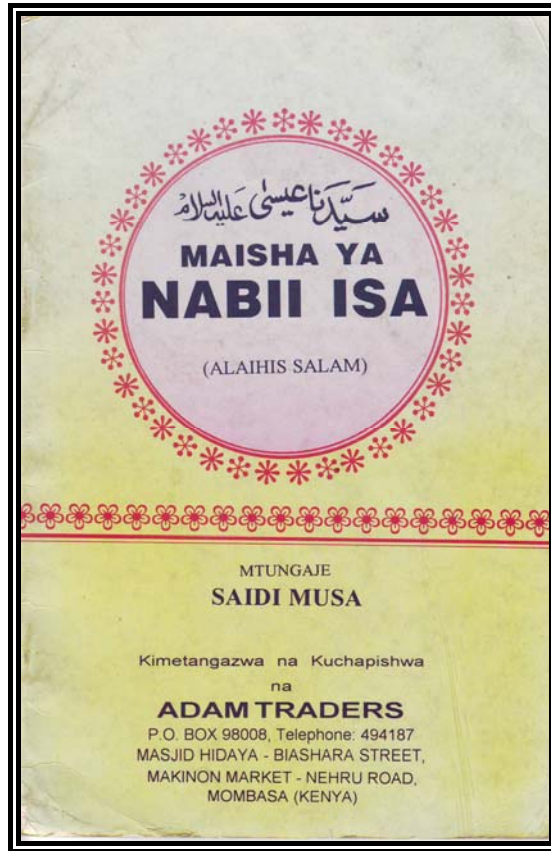 سَيِّدُنَا عِيسَى عَلَيْهِ السَّلَامُ
MAISHA YA
NABII ISA
(ALAIHIS SALAM)
MTUNGAJE
SAIDI MUSA
Kimetangazwa na Kuchapishwa
na
ADAM TRADERS
P.O. BOX 98008, Telephone: 494187
MASJID HIDAYA - BIASHARA STREET,
MAKINON MARKET - NEHRU ROAD,
MOMBASA (KENYA)